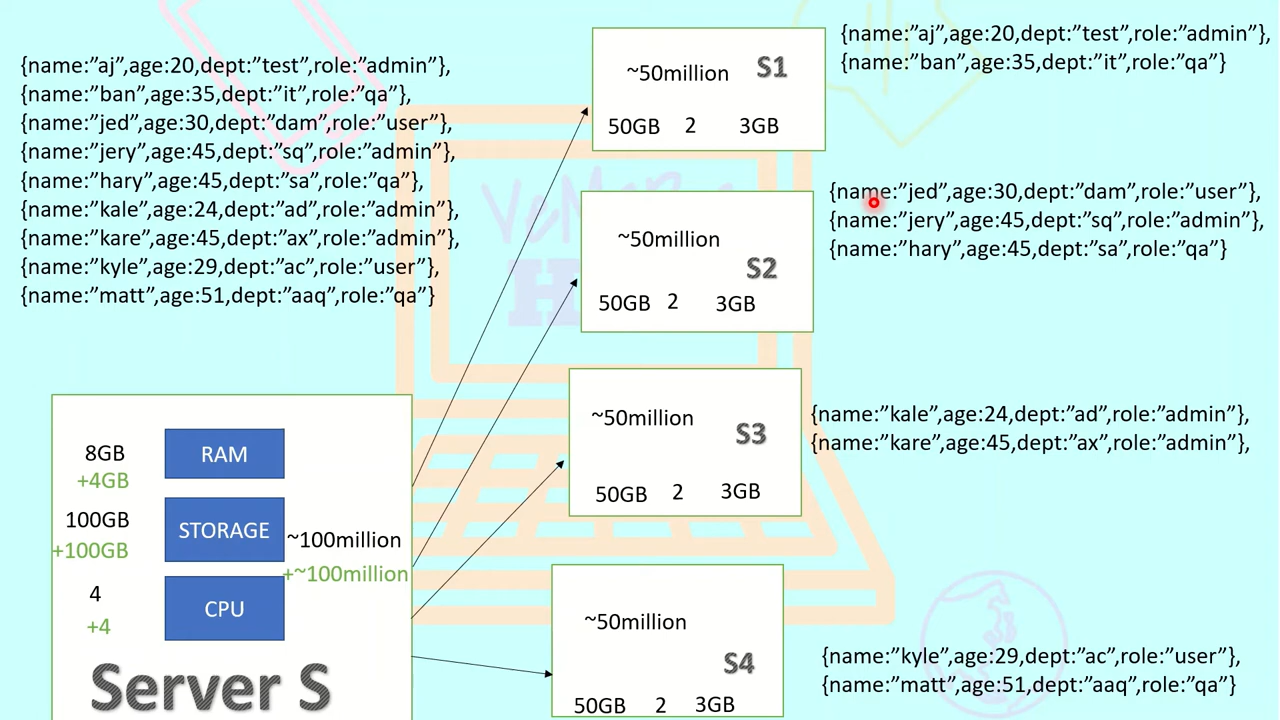 {name:”aj”,age:20,dept:”test”,role:”admin”},
{name:”ban”,age:35,dept:”it”,role:”qa”},
{name:”jed”,age:30,dept:”dam”,role:”user”},
{name:”jery”,age:45,dept:”sq”,role:”admin”},
{name:”hary”,age:45,dept:”sa”,role:”qa”},
{name:”kale”,age:24,dept:”ad”,role:”admin”},
{name:”kare”,age:45,dept:”ax”,role:”admin”},
{name:”kyle”,age:29,dept:”ac”,role:”user”},
{name:”matt”,age:51,dept:”aaq”,role:”qa”}
~50million S1
50GB 2 3GB
{name:”aj”,age:20,dept:”test”,role:”admin”},
{name:”ban”,age:35,dept:”it”,role:”qa”}
~50million
S2
50GB 2 3GB
{name:”jed”,age:30,dept:”dam”,role:”user”},
{name:”jery”,age:45,dept:”sq”,role:”admin”},
{name:”hary”,age:45,dept:”sa”,role:”qa”}
~50million
S3
50GB 2 3GB
{name:”kale”,age:24,dept:”ad”,role:”admin”},
{name:”kare”,age:45,dept:”ax”,role:”admin”},
8GB RAM
+4GB
100GB STORAGE ~100million
+100GB +~100million
4 CPU
+4
Server S
~50million
S4
50GB 2 3GB
{name:”kyle”,age:29,dept:”ac”,role:”user”},
{name:”matt”,age:51,dept:”aaq”,role:”qa”}